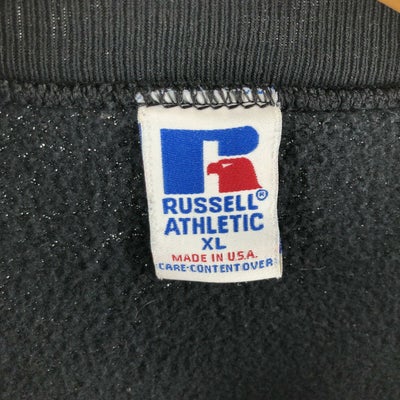 RUSSELL®
ATHLETIC
XL
MADE IN U.S.A.
CARE-CONTENT OVER